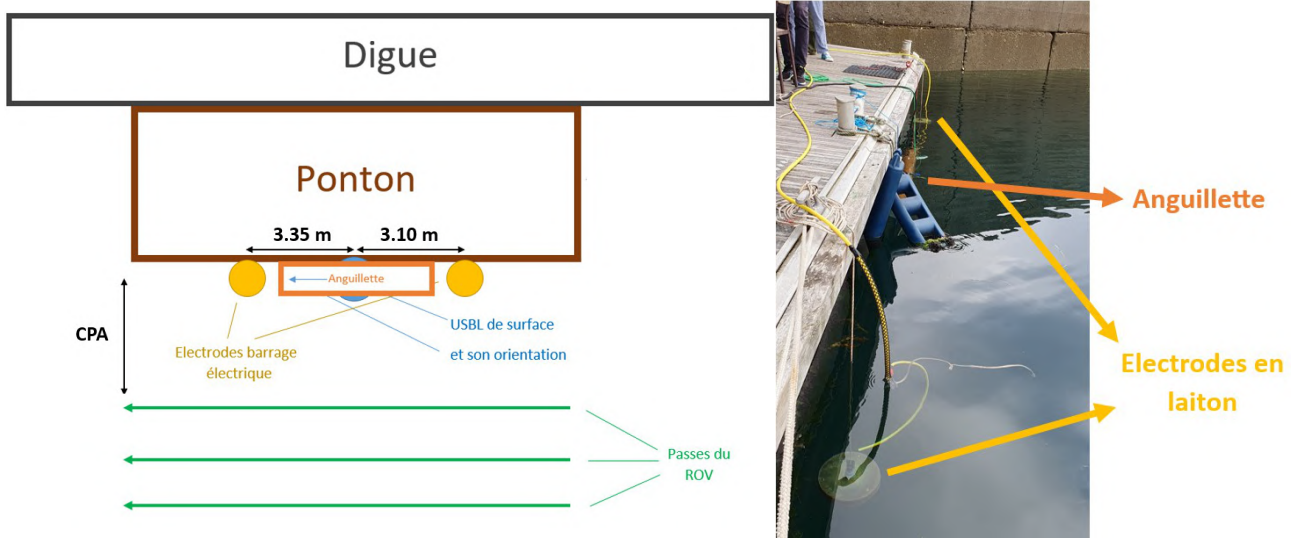 Digue
Ponton
3.35 m
3.10 m
Anguillette
CPA
USBL de surface
et son orientation
Electrodes barrage
électrique
Passes du
ROV
Anguillette
Electrodes en
laiton